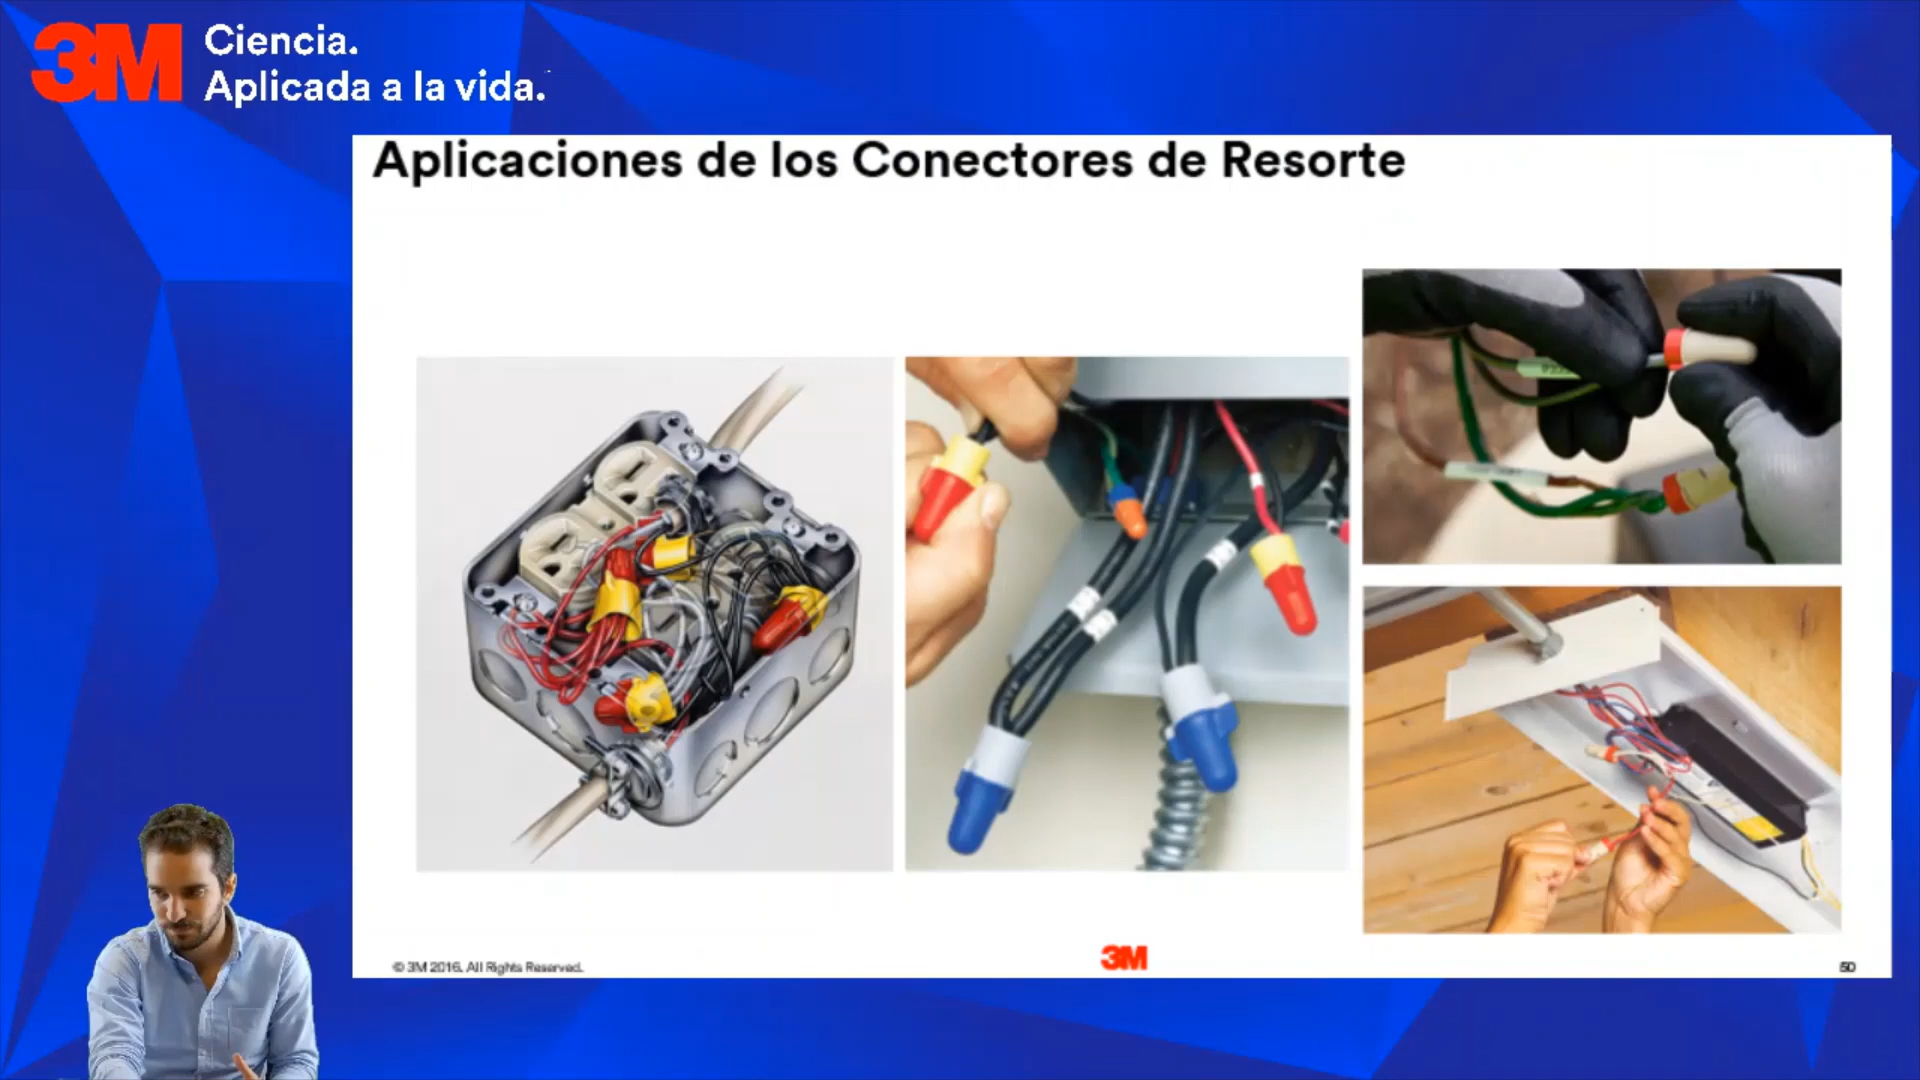 3M
Ciencia.
Aplicada a la vida.
Aplicaciones de los Conectores de Resorte
© 3M 2016. All Rights Reserved.
3M
50